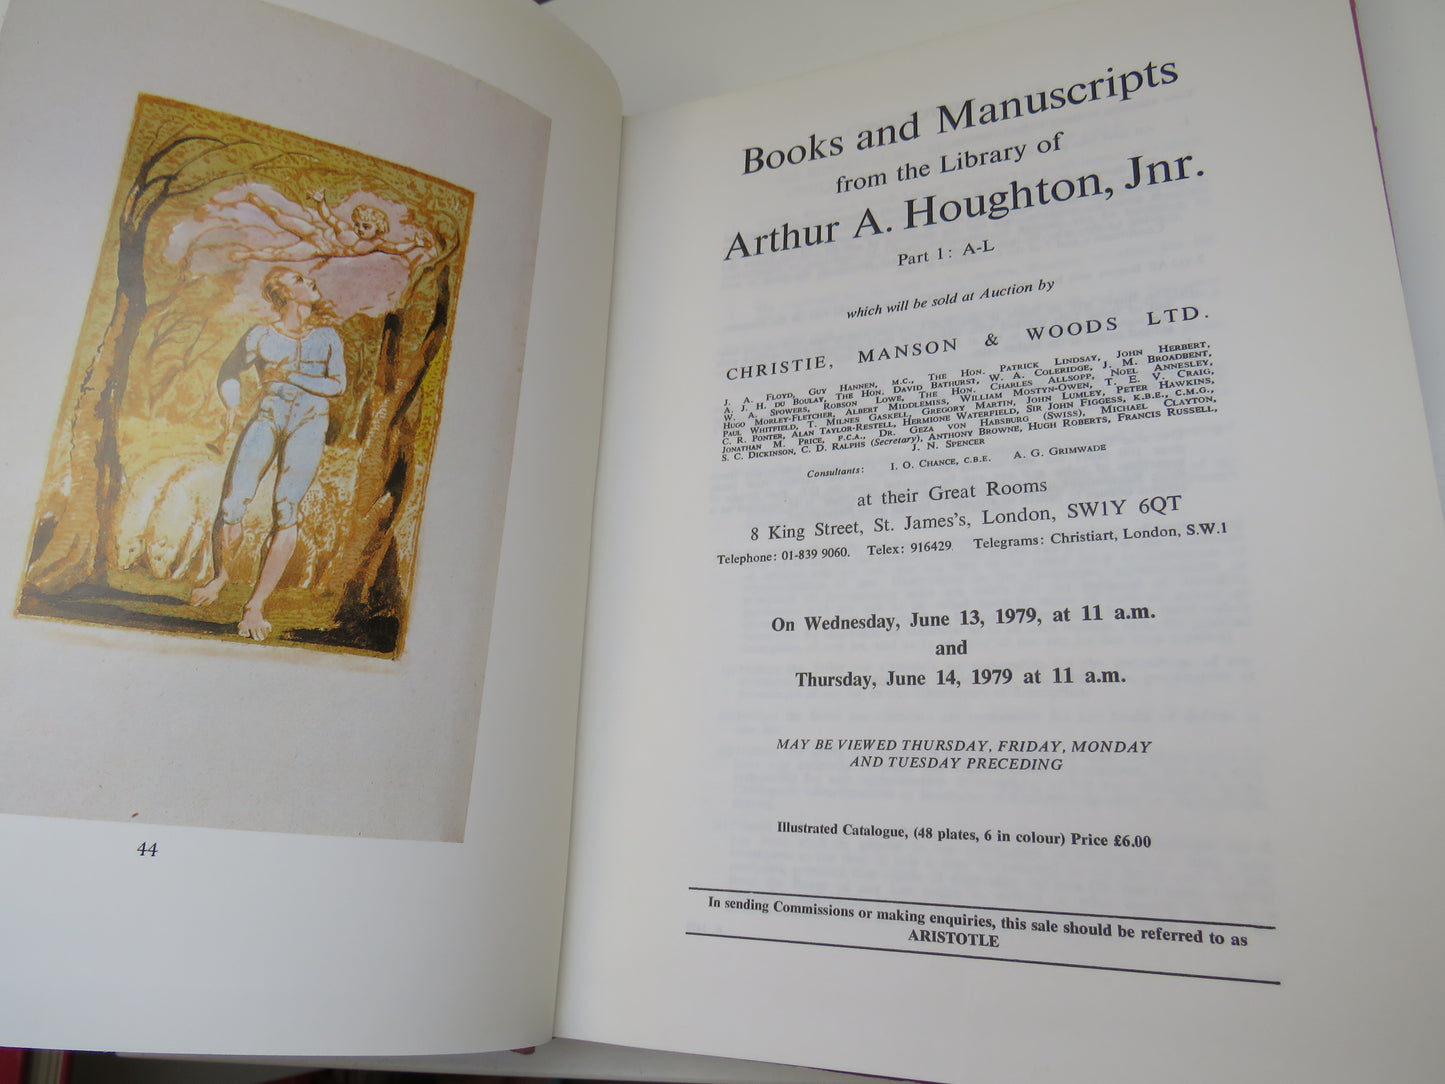 44
Books and Manuscripts
from the Library of
Arthur A. Houghton, Jnr.
Part 1: A-L
which will be sold at Auction by
CHRISTIE, MANSON & WOODS LTD.
J. A. FLOYD, GUY HANNEN, M.C., THE HON. PATRICK LINDSAY, JOHN HERBERT,
A. J. H. DU BOULAY, THE HON. DAVID BATHURST, W. A. COLERIDGE, J. M. BROADBENT,
W. A. SPOWERS, ROBSON LOWE, THE HON. CHARLES ALLSOPP, NOEL ANNESLEY,
HUGO MORLEY-FLETCHER, ALBERT MIDDLEMISS, WILLIAM MOSTYN-OWEN, T. E. V. CRAIG,
PAUL WHITFIELD, T. MILNES GASKELL, GREGORY MARTIN, JOHN LUMLEY, PETER HAWKINS,
C. R. PONTER, ALAN TAYLOR-RESTELL, HERMIONE WATERFIELD, SIR JOHN FIGGESS, K.B.E., C.M.G.,
JONATHAN M. PRICE, F.C.A., DR. GEZA VON HABSBURG (SWISS), MICHAEL CLAYTON,
S. C. DICKINSON, C. D. RALPHS (Secretary), ANTHONY BROWNE, HUGH ROBERTS, FRANCIS RUSSELL,
J. N. SPENCER
Consultants: I. O. CHANCE, C.B.E. A. G. GRIMWADE
at their Great Rooms
8 King Street, St. James's, London, SW1Y 6QT
Telephone: 01-839 9060. Telex: 916429 Telegrams: Christiart, London, S.W.1
On Wednesday, June 13, 1979, at 11 a.m.
and
Thursday, June 14, 1979 at 11 a.m.
MAY BE VIEWED THURSDAY, FRIDAY, MONDAY
AND TUESDAY PRECEDING
Illustrated Catalogue, (48 plates, 6 in colour) Price £6.00
In sending Commissions or making enquiries, this sale should be referred to as
ARISTOTLE